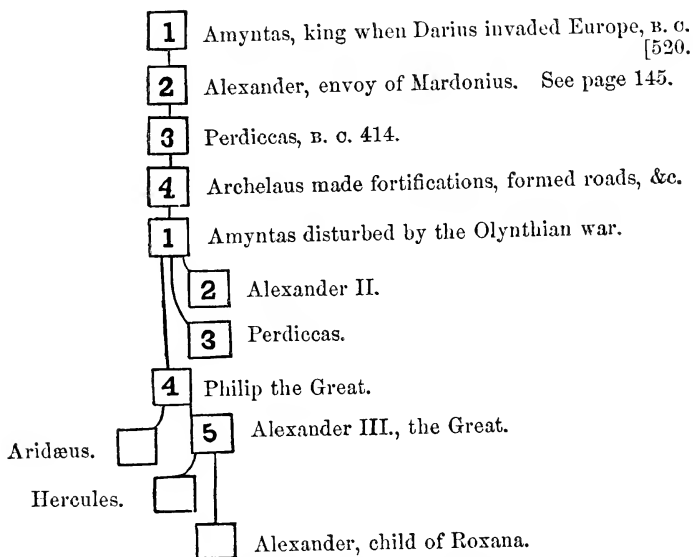 1 Amyntas, king when Darius invaded Europe, B. C.
[520.
2 Alexander, envoy of Mardonius. See page 145.
3 Perdiccas, B. C. 414.
4 Archelaus made fortifications, formed roads, &c.
1 Amyntas disturbed by the Olynthian war.
2 Alexander II.
3 Perdiccas.
4 Philip the Great.
5 Alexander III., the Great.
Aridæus.
Hercules.
Alexander, child of Roxana.